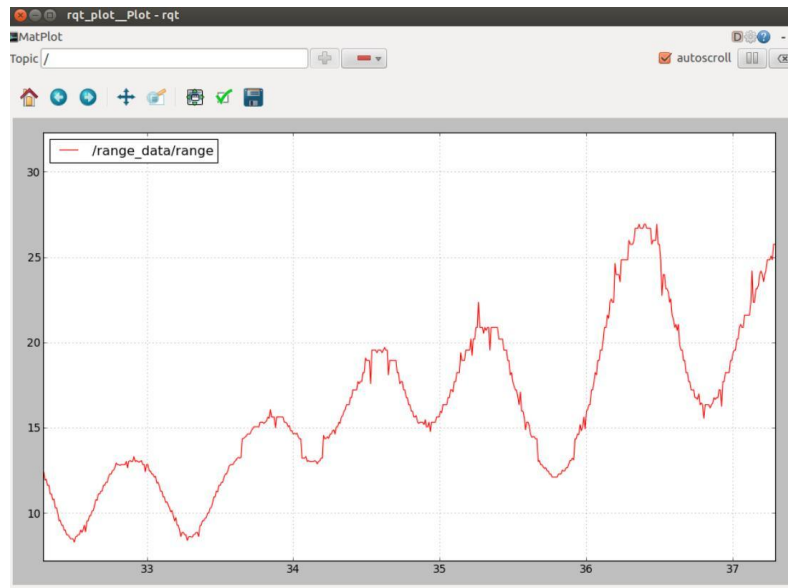 rqt_plot__Plot - rqt
MatPlot
D
Topic /
autoscroll
/range_data/range
30
25
20
15
10
33 34 35 36 37